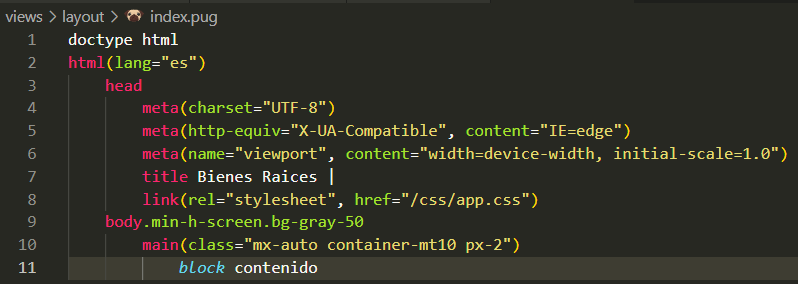 views > layout > index.pug
1 doctype html
2 html(lang="es")
3 head
4 meta(charset="UTF-8")
5 meta(http-equiv="X-UA-Compatible", content="IE=edge")
6 meta(name="viewport", content="width=device-width, initial-scale=1.0")
7 title Bienes Raices |
8 link(rel="stylesheet", href="/css/app.css")
9 body.min-h-screen.bg-gray-50
10 main(class="mx-auto container-mt10 px-2")
11 block contenido